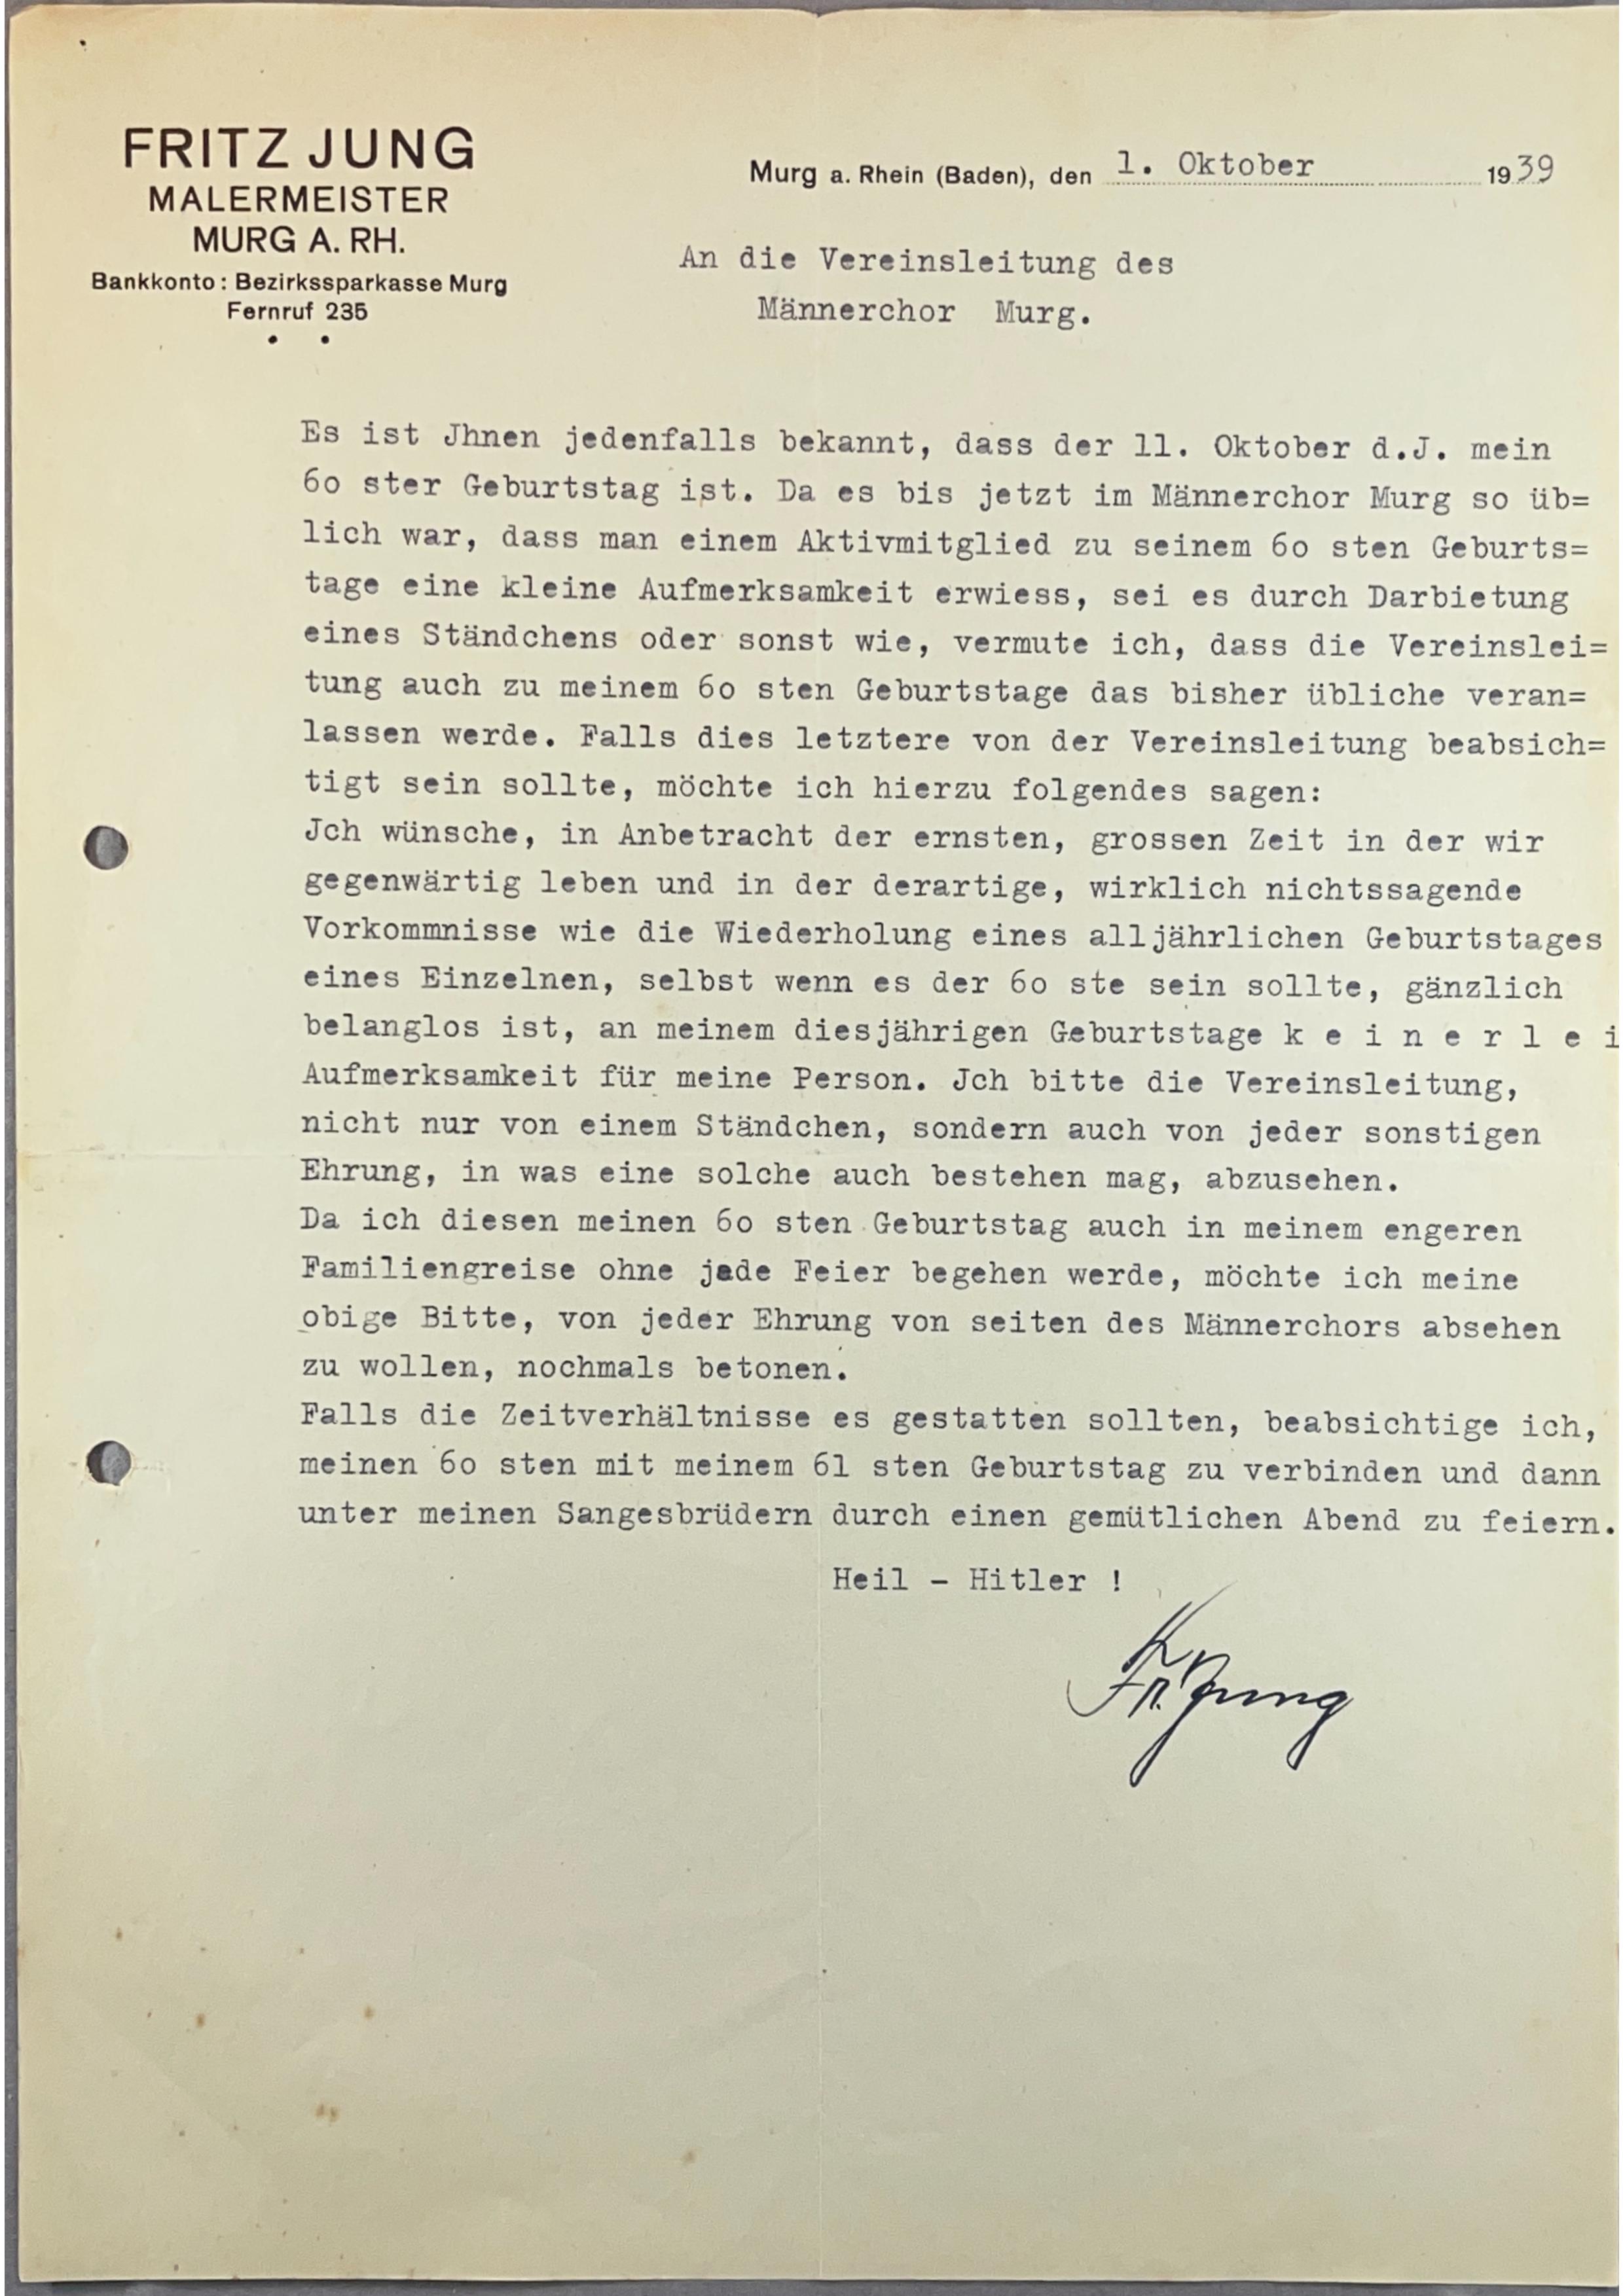 FRITZ JUNG
MALERMEISTER
MURG A. RH.
Bankkonto: Bezirkssparkasse Murg
Fernruf 235
Murg a. Rhein (Baden), den 1. Oktober 1939
An die Vereinsleitung des
Männerchor Murg.
Es ist Jhnen jedenfalls bekannt, dass der 11. Oktober d.J. mein
6o ster Geburtstag ist. Da es bis jetzt im Männerchor Murg so üb=
lich war, dass man einem Aktivmitglied zu seinem 6o sten Geburts=
tage eine kleine Aufmerksamkeit erwiess, sei es durch Darbietung
eines Ständchens oder sonst wie, vermute ich, dass die Vereinslei=
tung auch zu meinem 6o sten Geburtstage das bisher übliche veran=
lassen werde. Falls dies letztere von der Vereinsleitung beabsich=
tigt sein sollte, möchte ich hierzu folgendes sagen:
Jch wünsche, in Anbetracht der ernsten, grossen Zeit in der wir
gegenwärtig leben und in der derartige, wirklich nichtssagende
Vorkommnisse wie die Wiederholung eines alljährlichen Geburtstages
eines Einzelnen, selbst wenn es der 6o ste sein sollte, gänzlich
belanglos ist, an meinem diesjährigen Geburtstage k e i n e r l e i
Aufmerksamkeit für meine Person. Jch bitte die Vereinsleitung,
nicht nur von einem Ständchen, sondern auch von jeder sonstigen
Ehrung, in was eine solche auch bestehen mag, abzusehen.
Da ich diesen meinen 6o sten Geburtstag auch in meinem engeren
Familiengreise ohne jede Feier begehen werde, möchte ich meine
obige Bitte, von jeder Ehrung von seiten des Männerchors absehen
zu wollen, nochmals betonen.
Falls die Zeitverhältnisse es gestatten sollten, beabsichtige ich,
meinen 6o sten mit meinem 61 sten Geburtstag zu verbinden und dann
unter meinen Sangesbrüdern durch einen gemütlichen Abend zu feiern.
Heil - Hitler !
Fr. Jung